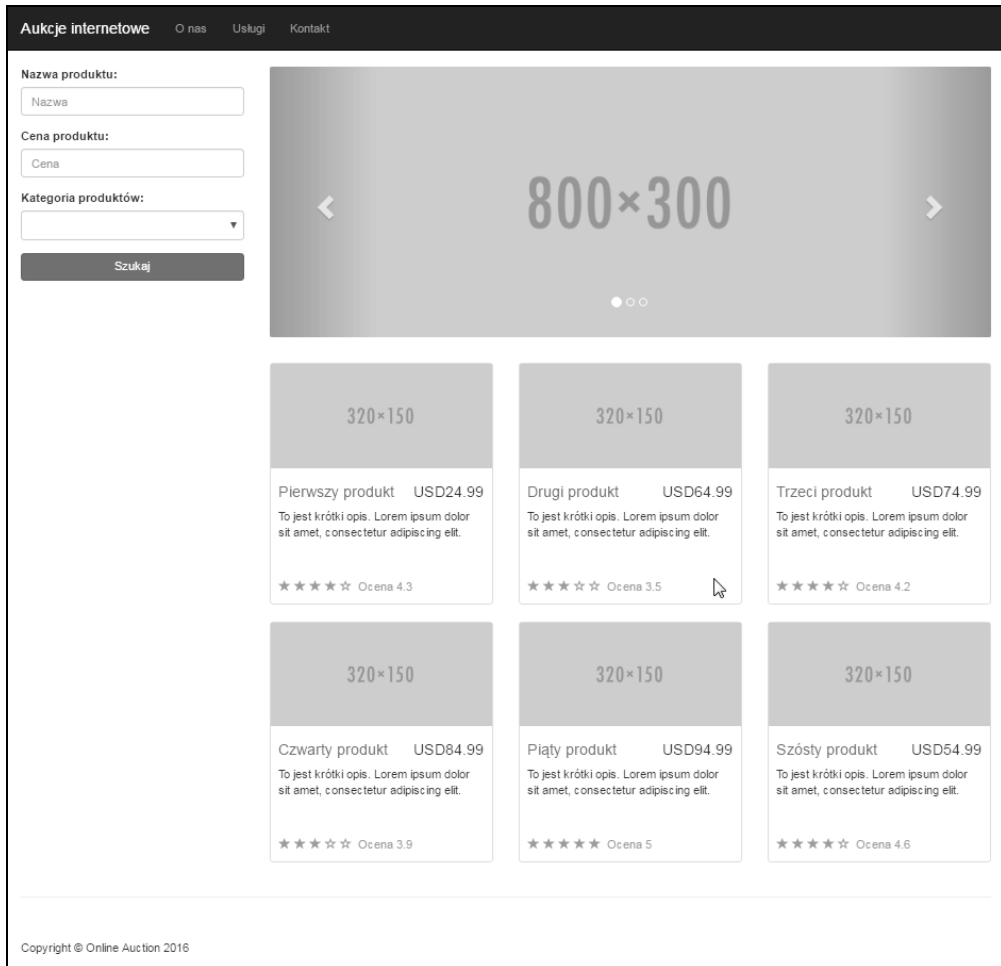 Aukcje internetowe O nas Usługi Kontakt
Nazwa produktu:
Nazwa
Cena produktu:
Cena
Kategoria produktów:
Szukaj
800×300
320×150
Pierwszy produkt USD24.99
To jest krótki opis. Lorem ipsum dolor
sit amet, consectetur adipiscing elit.
Ocena 4.3
320×150
Drugi produkt USD64.99
To jest krótki opis. Lorem ipsum dolor
sit amet, consectetur adipiscing elit.
Ocena 3.5
320×150
Trzeci produkt USD74.99
To jest krótki opis. Lorem ipsum dolor
sit amet, consectetur adipiscing elit.
Ocena 4.2
320×150
Czwarty produkt USD84.99
To jest krótki opis. Lorem ipsum dolor
sit amet, consectetur adipiscing elit.
Ocena 3.9
320×150
Piąty produkt USD94.99
To jest krótki opis. Lorem ipsum dolor
sit amet, consectetur adipiscing elit.
Ocena 5
320×150
Szósty produkt USD54.99
To jest krótki opis. Lorem ipsum dolor
sit amet, consectetur adipiscing elit.
Ocena 4.6
Copyright © Online Auction 2016